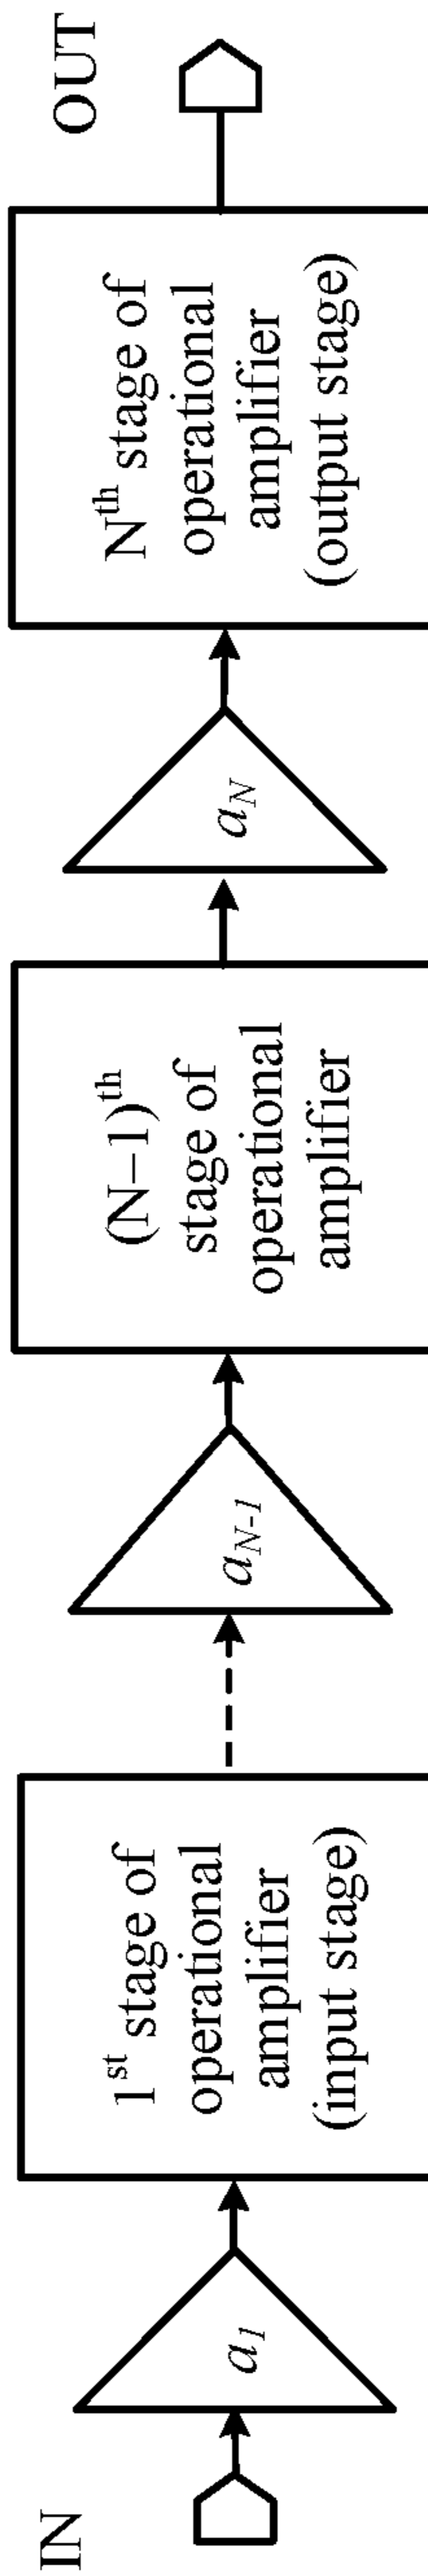 IN
a1
1st stage of
operational
amplifier
(input stage)
aN-1
(N–1)th
stage of
operational
amplifier
aN
Nth stage of
operational
amplifier
(output stage)
OUT